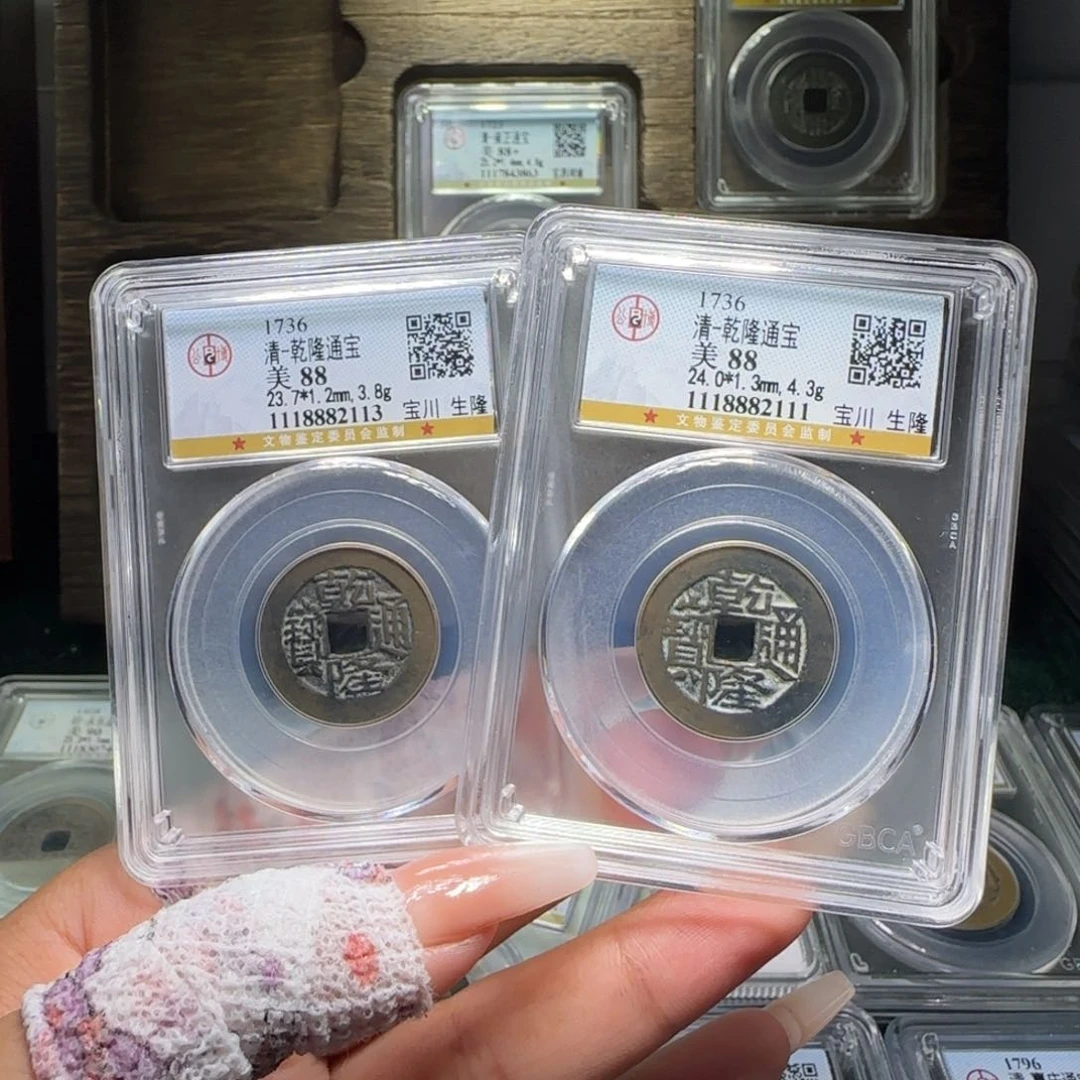 1736
清-乾隆通宝
美 88
23.7*1.2mm, 3.8g
1118882113 宝川 生隆
文物鉴定委员会监制
乾隆通寶
1736
清-乾隆通宝
美 88
24.0*1.3mm, 4.3g
1118882111 宝川 生隆
文物鉴定委员会监制
乾隆通寶
GBCA
GBCA
1117843863
1796